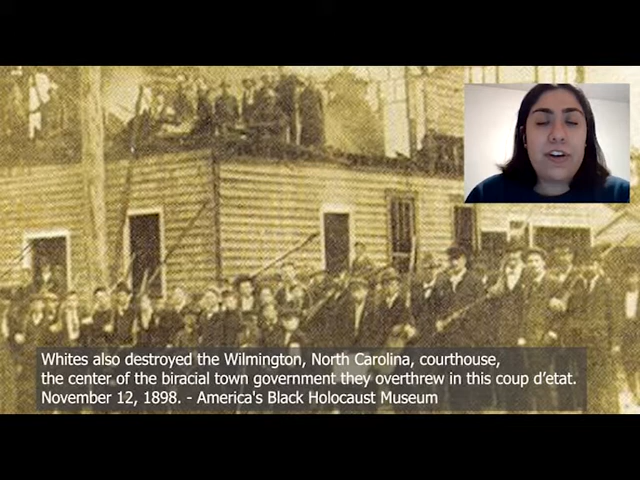 Whites also destroyed the Wilmington, North Carolina, courthouse,
the center of the biracial town government they overthrew in this coup d’etat.
November 12, 1898. - America's Black Holocaust Museum